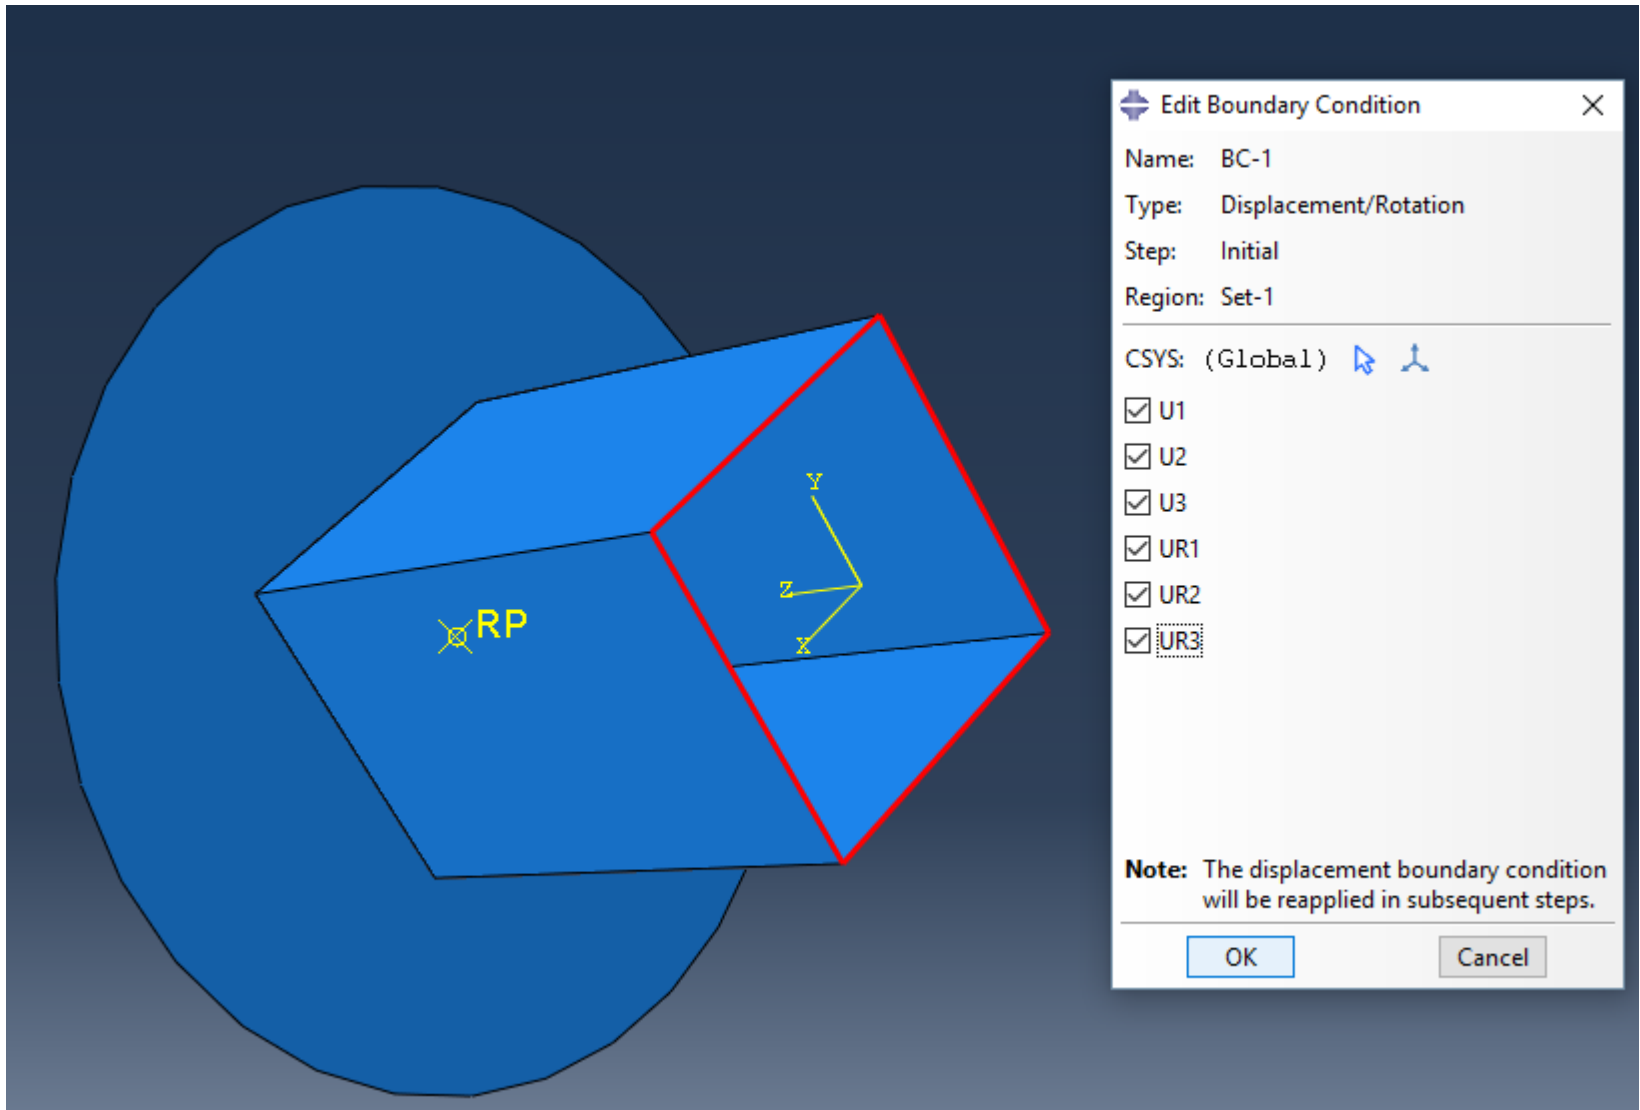 Edit Boundary Condition
Name: BC-1
Type: Displacement/Rotation
Step: Initial
Region: Set-1
CSYS: (Global)
U1
U2
U3
UR1
UR2
UR3
Note: The displacement boundary condition
will be reapplied in subsequent steps.
OK Cancel
Y
Z
X
RP